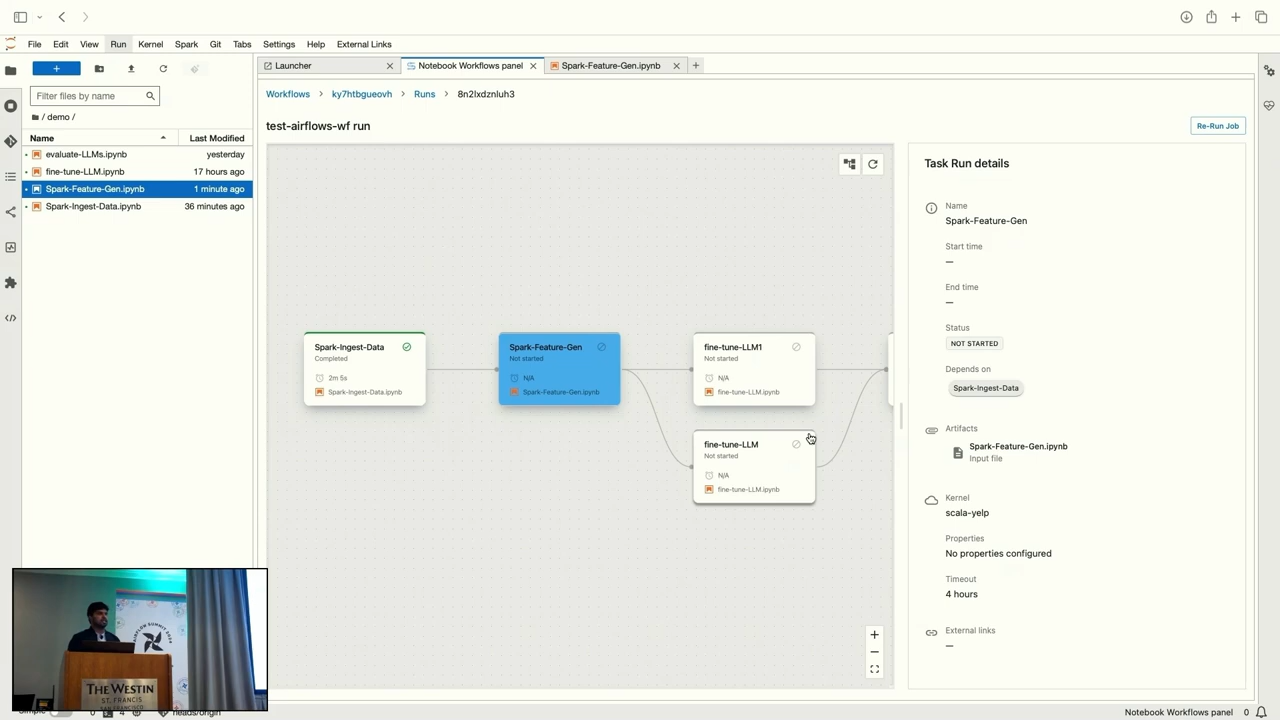 File Edit View Run Kernel Spark Git Tabs Settings Help External Links
Launcher
Notebook Workflows panel
Spark-Feature-Gen.ipynb
Filter files by name
/ demo /
Name Last Modified
evaluate-LLMs.ipynb yesterday
fine-tune-LLM.ipynb 17 hours ago
Spark-Feature-Gen.ipynb 1 minute ago
Spark-Ingest-Data.ipynb 36 minutes ago
Workflows > ky7htbgueovh > Runs > 8n2lxdznluh3
test-airflows-wf run
Re-Run Job
Spark-Ingest-Data
Completed
2m 5s
Spark-Ingest-Data.ipynb
Spark-Feature-Gen
Not started
N/A
Spark-Feature-Gen.ipynb
fine-tune-LLM1
Not started
N/A
fine-tune-LLM.ipynb
fine-tune-LLM
Not started
N/A
fine-tune-LLM.ipynb
Task Run details
Name
Spark-Feature-Gen
Start time
—
End time
—
Status
NOT STARTED
Depends on
Spark-Ingest-Data
Artifacts
Spark-Feature-Gen.ipynb
Input file
Kernel
scala-yelp
Properties
No properties configured
Timeout
4 hours
External links
—
THE WESTIN
ST. FRANCIS
Notebook Workflows panel 0